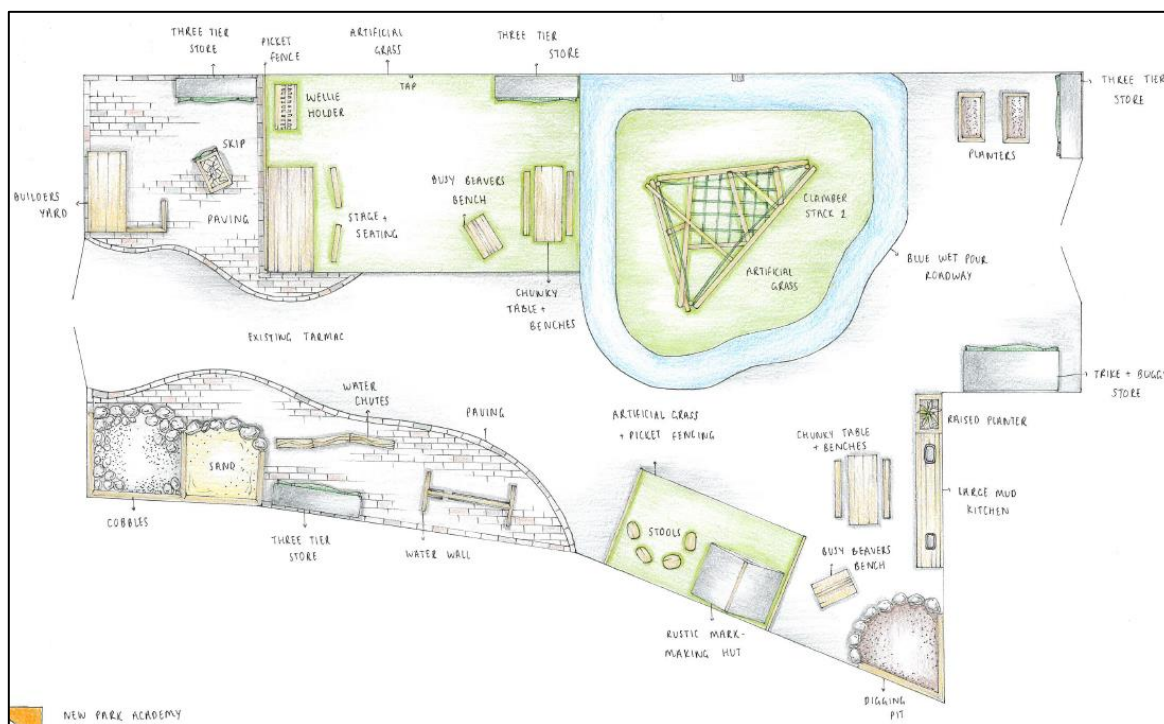 THREE TIER
STORE
PICKET
FENCE
ARTIFICIAL
GRASS
THREE TIER
STORE
TAP
WELLIE
HOLDER
THREE TIER
STORE
PLANTERS
SKIP
BUILDERS
YARD
PAVING
STAGE +
SEATING
BUSY BEAVERS
BENCH
CLAMBER
STACK 2
ARTIFICIAL
GRASS
BLUE WET POUR
ROADWAY
CHUNKY
TABLE +
BENCHES
EXISTING TARMAC
TRIKE + BUGGY
STORE
WATER
CHUTES
PAVING
ARTIFICIAL GRASS
+ PICKET FENCING
CHUNKY TABLE
+ BENCHES
RAISED PLANTER
SAND
LARGE MUD
KITCHEN
COBBLES
THREE TIER
STORE
WATER WALL
STOOLS
BUSY BEAVERS
BENCH
RUSTIC MARK-
MAKING HUT
DIGGING
PIT
NEW PARK ACADEMY